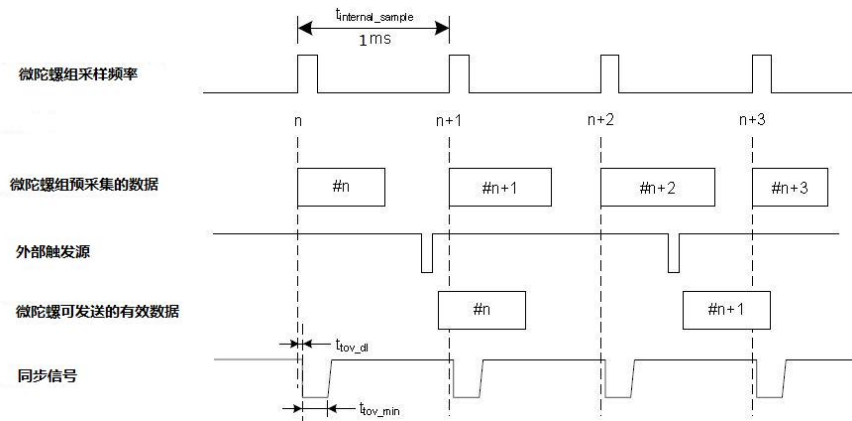 tinternal_sample
1ms
微陀螺组采样频率
n n+1 n+2 n+3
微陀螺组预采集的数据
#n #n+1 #n+2 #n+3
外部触发源
微陀螺可发送的有效数据
#n #n+1
ttov_dl
同步信号
ttov_min